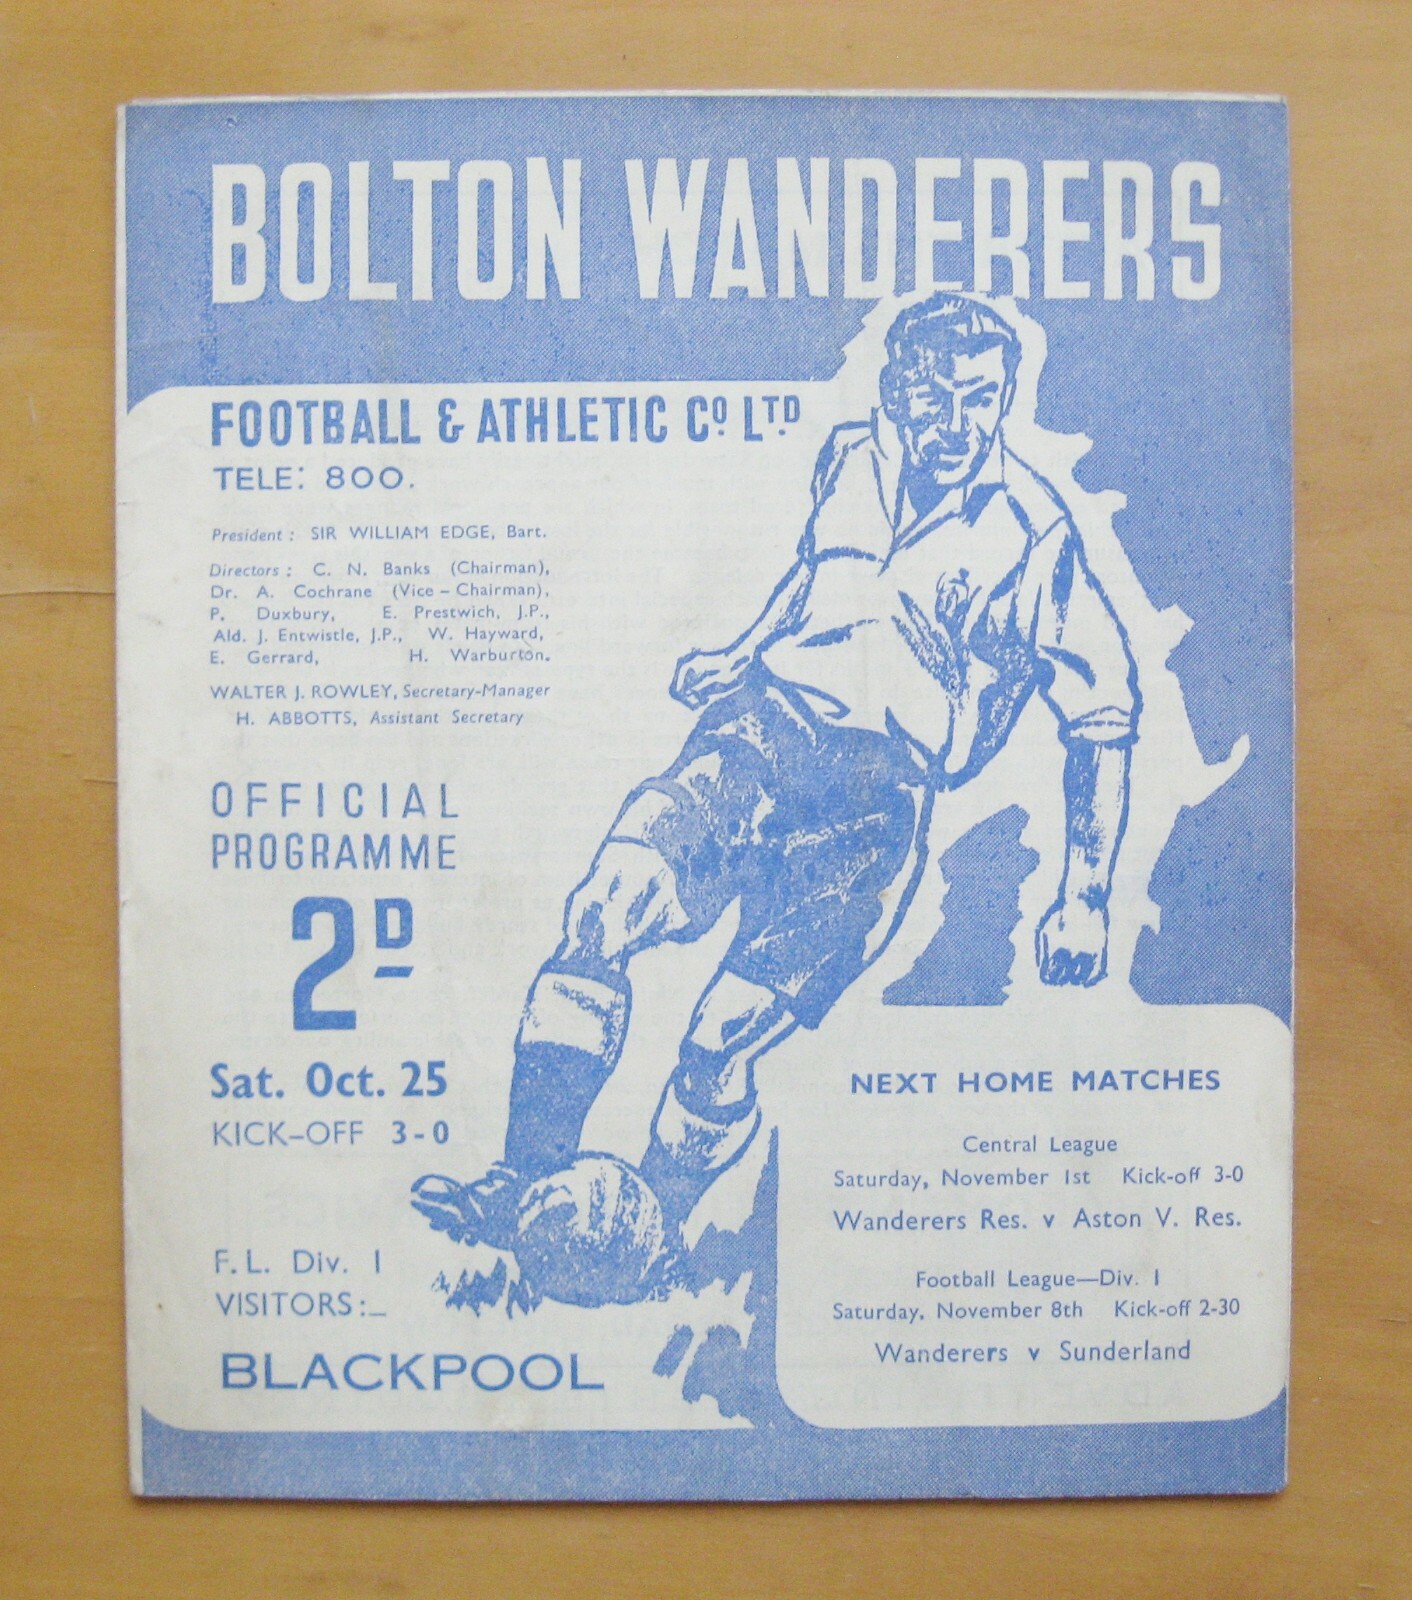 BOLTON WANDERERS
FOOTBALL & ATHLETIC Cº. LTD.
TELE: 800.
President: SIR WILLIAM EDGE, Bart.
Directors: C. N. Banks (Chairman),
Dr. A. Cochrane (Vice-Chairman),
P. Duxbury, E. Prestwich, J.P.,
Ald. J. Entwistle, J.P., W. Hayward,
E. Gerrard, H. Warburton.
WALTER J. ROWLEY, Secretary-Manager
H. ABBOTTS, Assistant Secretary
OFFICIAL
PROGRAMME
2D
Sat. Oct. 25
KICK-OFF 3-0
F.L. Div. 1
VISITORS:_
BLACKPOOL
NEXT HOME MATCHES
Central League
Saturday, November 1st Kick-off 3-0
Wanderers Res. v Aston V. Res.
Football League—Div. 1
Saturday, November 8th Kick-off 2-30
Wanderers v Sunderland